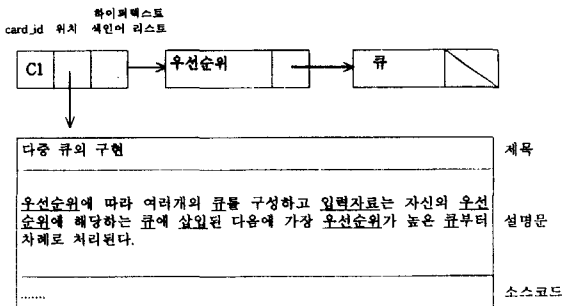 하이퍼텍스트
card_id 위치 색인어 리스트
C1 우선순위 큐
다중 큐의 구현 제목
우선순위에 따라 여러개의 큐를 구성하고 입력자료는 자신의 우선
순위에 해당하는 큐에 삽입된 다음에 가장 우선순위가 높은 큐부터 설명문
차례로 처리된다.
....... 소스코드